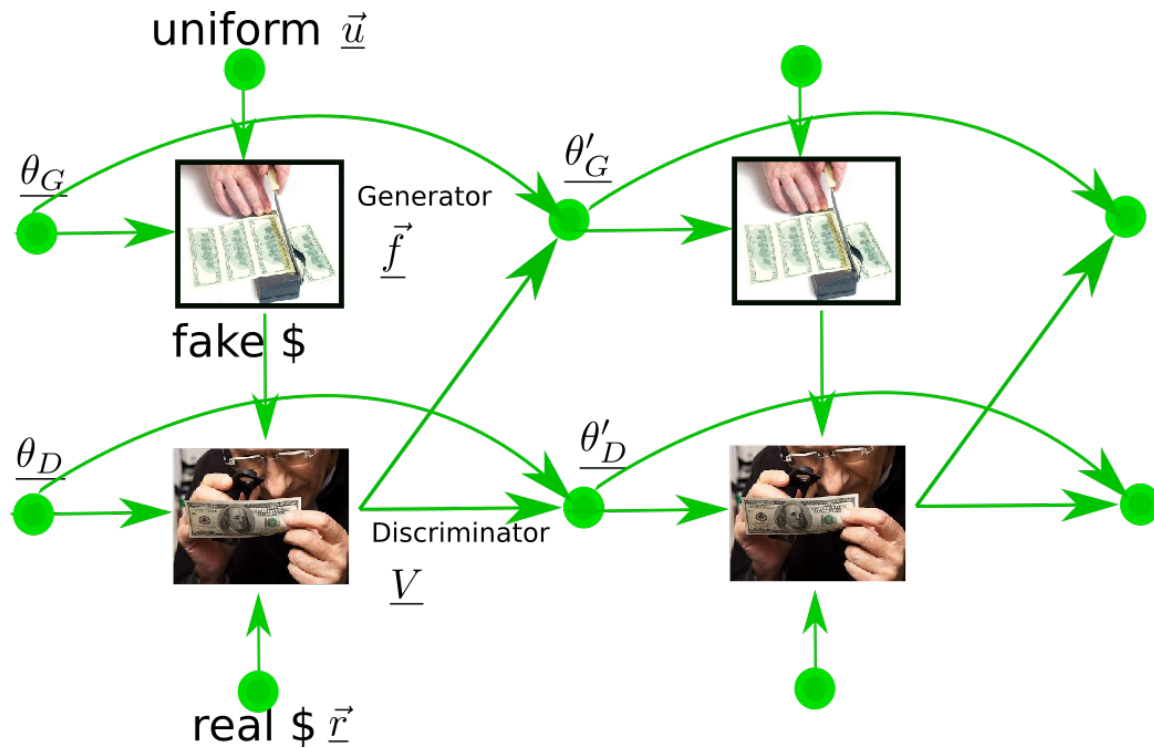 uniform u⃗
θ_G
θ′_G
Generator
f⃗
fake $
θ_D
θ′_D
Discriminator
V
real $ r⃗